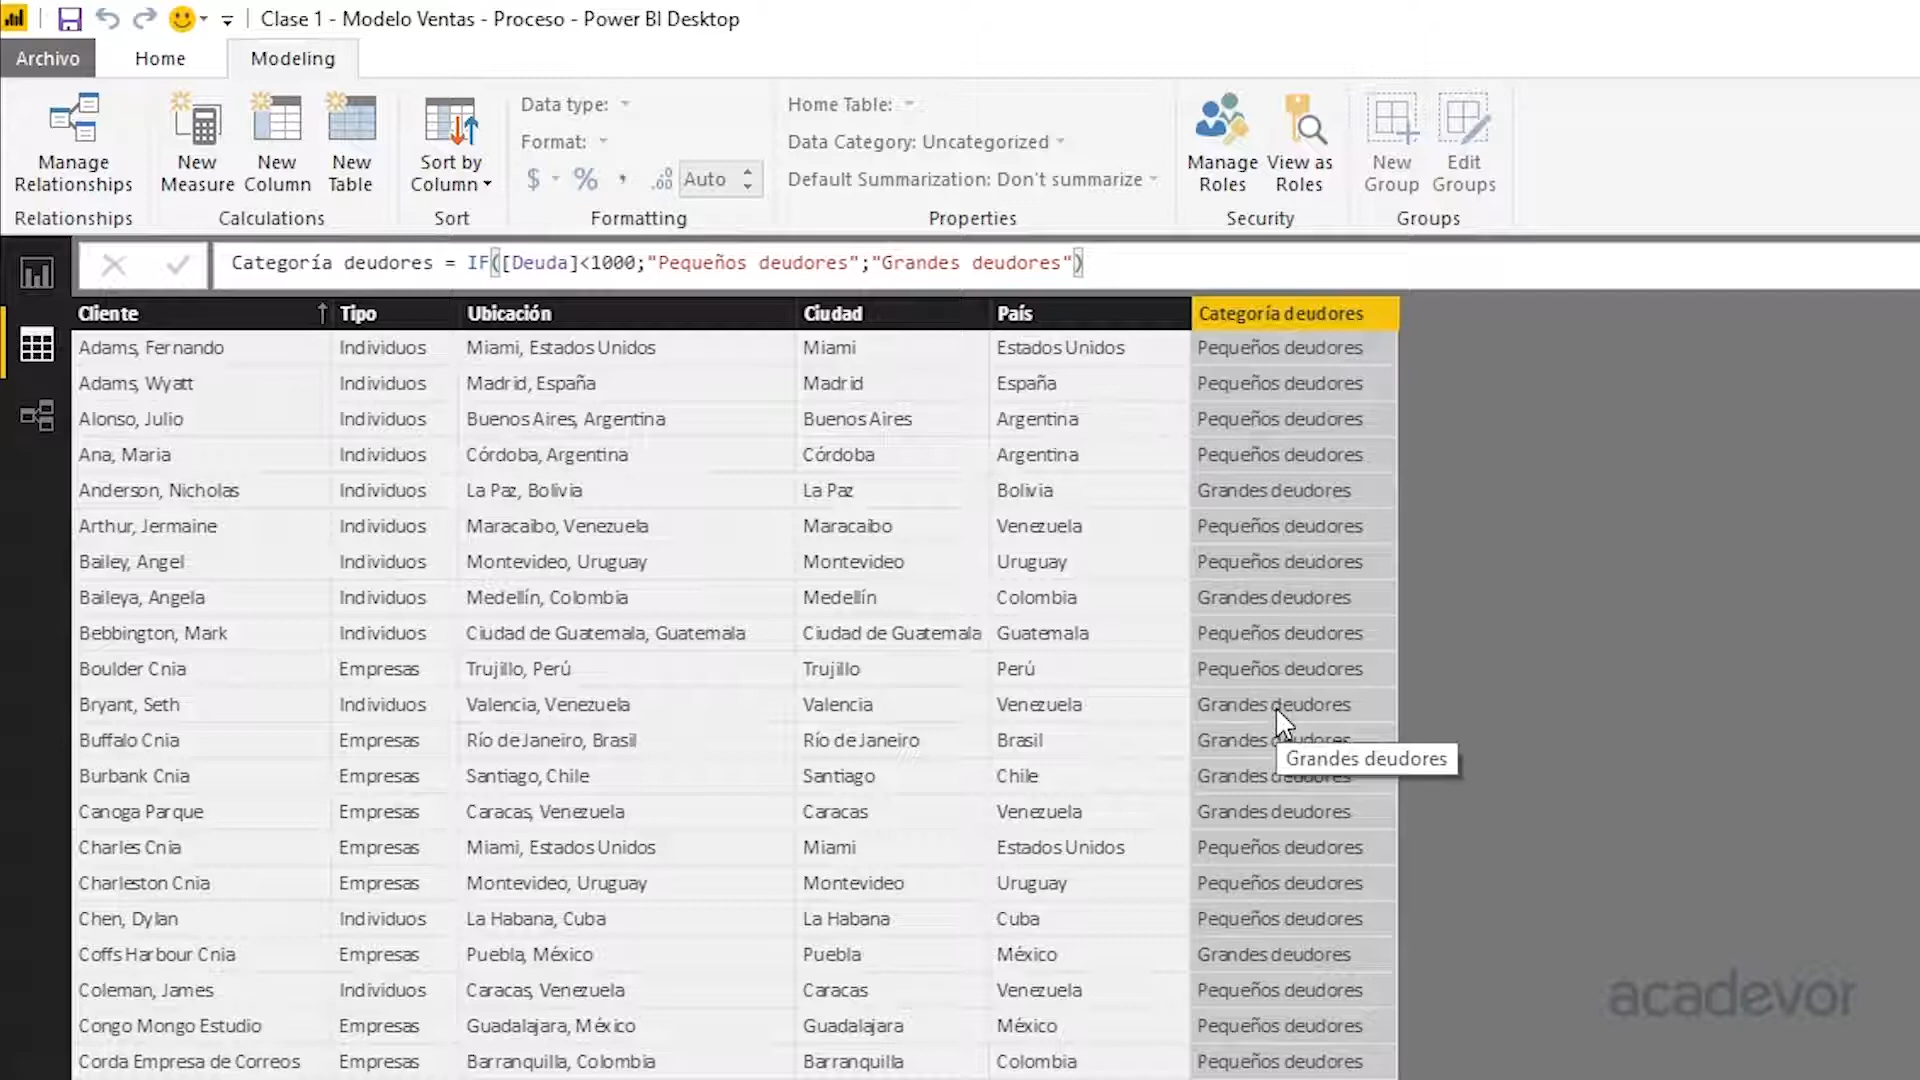 Clase 1 - Modelo Ventas - Proceso - Power BI Desktop
Archivo Home Modeling
Manage Relationships New Measure New Column New Table Sort by Column
Data type:
Format:
$ % , .00 Auto
Home Table:
Data Category: Uncategorized
Default Summarization: Don't summarize
Manage Roles View as Roles New Group Edit Groups
Relationships Calculations Sort Formatting Properties Security Groups
Categoría deudores = IF([Deuda]<1000;"Pequeños deudores";"Grandes deudores")
Cliente Tipo Ubicación Ciudad País Categoría deudores
Adams, Fernando Individuos Miami, Estados Unidos Miami Estados Unidos Pequeños deudores
Adams, Wyatt Individuos Madrid, España Madrid España Pequeños deudores
Alonso, Julio Individuos Buenos Aires, Argentina Buenos Aires Argentina Pequeños deudores
Ana, Maria Individuos Córdoba, Argentina Córdoba Argentina Pequeños deudores
Anderson, Nicholas Individuos La Paz, Bolivia La Paz Bolivia Grandes deudores
Arthur, Jermaine Individuos Maracaibo, Venezuela Maracaibo Venezuela Pequeños deudores
Bailey, Angel Individuos Montevideo, Uruguay Montevideo Uruguay Pequeños deudores
Baileya, Angela Individuos Medellín, Colombia Medellín Colombia Grandes deudores
Bebbington, Mark Individuos Ciudad de Guatemala, Guatemala Ciudad de Guatemala Guatemala Pequeños deudores
Boulder Cnia Empresas Trujillo, Perú Trujillo Perú Pequeños deudores
Bryant, Seth Individuos Valencia, Venezuela Valencia Venezuela Grandes deudores
Buffalo Cnia Empresas Río de Janeiro, Brasil Río de Janeiro Brasil Grandes deudores
Grandes deudores
Burbank Cnia Empresas Santiago, Chile Santiago Chile Grandes deudores
Canoga Parque Empresas Caracas, Venezuela Caracas Venezuela Grandes deudores
Charles Cnia Empresas Miami, Estados Unidos Miami Estados Unidos Pequeños deudores
Charleston Cnia Empresas Montevideo, Uruguay Montevideo Uruguay Pequeños deudores
Chen, Dylan Individuos La Habana, Cuba La Habana Cuba Pequeños deudores
Coffs Harbour Cnia Empresas Puebla, México Puebla México Grandes deudores
Coleman, James Individuos Caracas, Venezuela Caracas Venezuela Pequeños deudores
Congo Mongo Estudio Empresas Guadalajara, México Guadalajara México Pequeños deudores
Corda Empresa de Correos Empresas Barranquilla, Colombia Barranquilla Colombia Pequeños deudores
acadevor